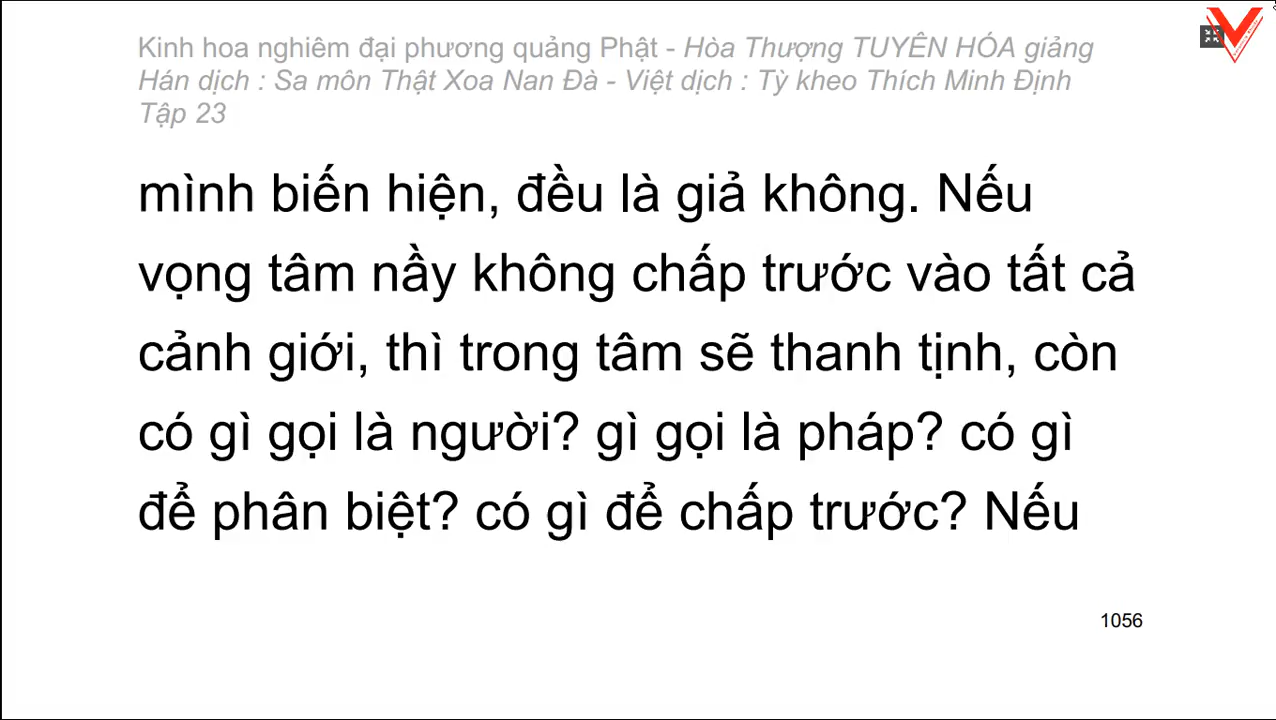 Kinh hoa nghiêm đại phương quảng Phật - Hòa Thượng TUYÊN HÓA giảng
Hán dịch : Sa môn Thật Xoa Nan Đà - Việt dịch : Tỳ kheo Thích Minh Định
Tập 23
mình biến hiện, đều là giả không. Nếu
vọng tâm nầy không chấp trước vào tất cả
cảnh giới, thì trong tâm sẽ thanh tịnh, còn
có gì gọi là người? gì gọi là pháp? có gì
để phân biệt? có gì để chấp trước? Nếu
1056